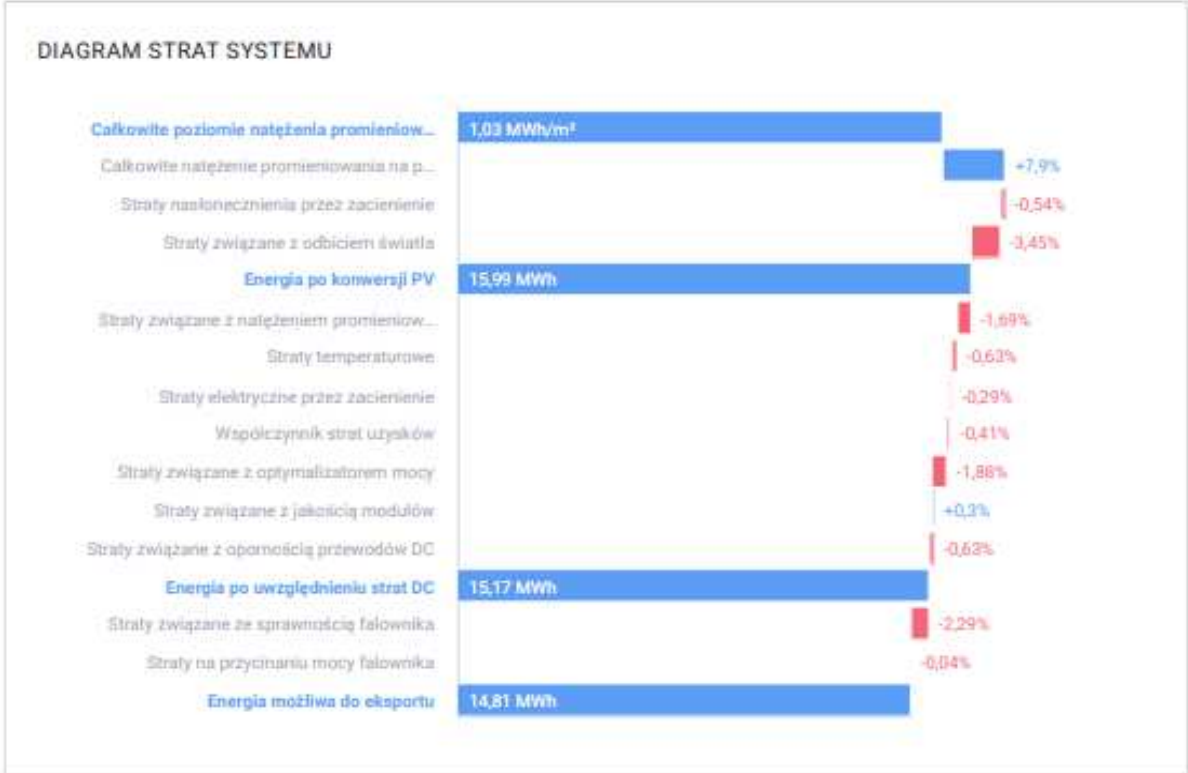 DIAGRAM STRAT SYSTEMU
Całkowite poziomie natężenia promieniow... 1,03 MWh/m²
Całkowite natężenie promieniowania na p... +7,9%
Straty nasłonecznienia przez zacienienie -0,54%
Straty związane z odbiciem światła -3,45%
Energia po konwersji PV 15,99 MWh
Straty związane z natężeniem promieniow... -1,69%
Straty temperaturowe -0,63%
Straty elektryczne przez zacienienie -0,29%
Współczynnik strat uzysków -0,41%
Straty związane z optymalizatorem mocy -1,86%
Straty związane z jakością modułów +0,3%
Straty związane z opornością przewodów DC -0,63%
Energia po uwzględnieniu strat DC 15,17 MWh
Straty związane ze sprawnością falownika -2,29%
Straty na przycinaniu mocy falownika -0,04%
Energia możliwa do eksportu 14,81 MWh